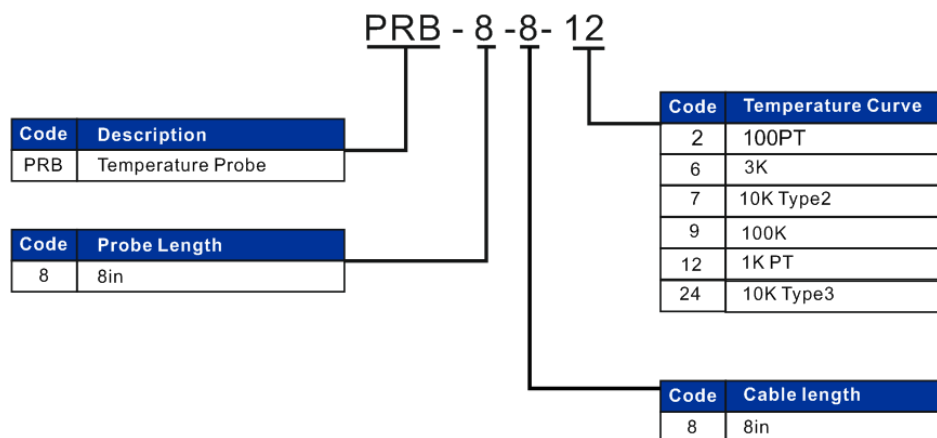 PRB - 8 -8- 12
Code Description
PRB Temperature Probe
Code Probe Length
8 8in
Code Temperature Curve
2 100PT
6 3K
7 10K Type2
9 100K
12 1K PT
24 10K Type3
Code Cable length
8 8in